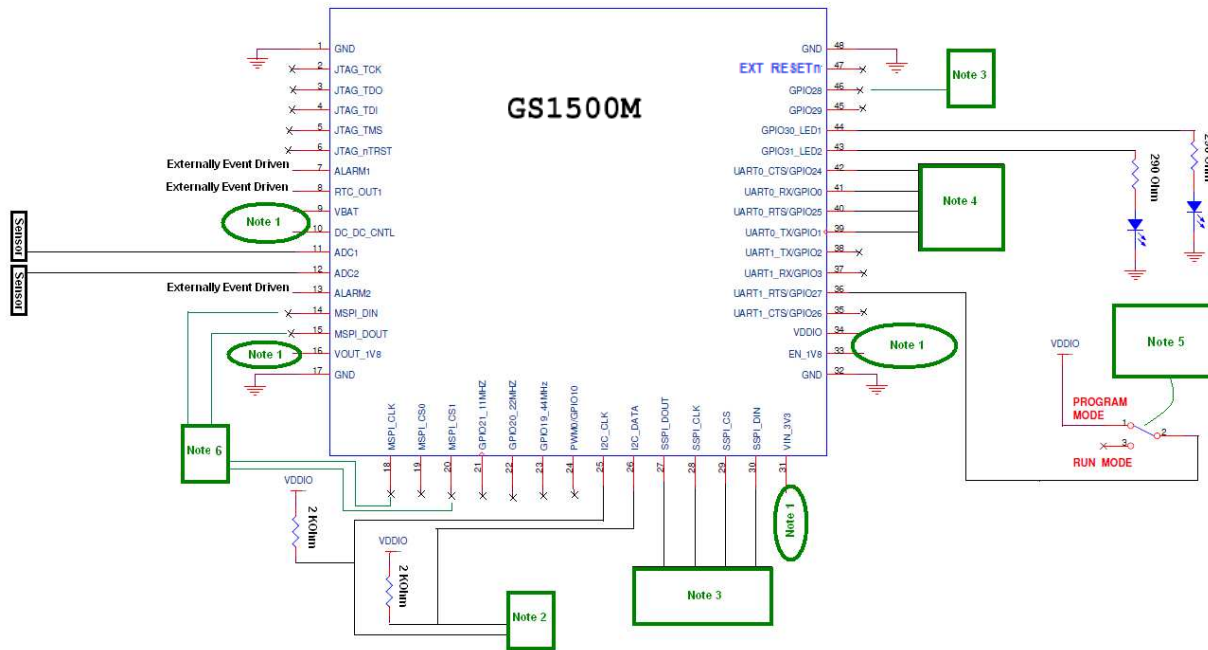 GS1500M
1 GND
2 JTAG_TCK
3 JTAG_TDO
4 JTAG_TDI
5 JTAG_TMS
6 JTAG_nTRST
Externally Event Driven 7 ALARM1
Externally Event Driven 8 RTC_OUT1
Note 1
9 VBAT
10 DC_DC_CNTL
Sensor 11 ADC1
Sensor 12 ADC2
Externally Event Driven 13 ALARM2
14 MSPI_DIN
15 MSPI_DOUT
Note 1 16 VOUT_1V8
17 GND
18 MSPI_CLK
19 MSPI_CS0
20 MSPI_CS1
21 GPIO21_11MHZ
22 GPIO20_22MHZ
23 GPIO19_44MHz
24 PWM0/GPIO10
25 I2C_CLK
26 I2C_DATA
27 SSPI_DOUT
28 SSPI_CLK
29 SSPI_CS
30 SSPI_DIN
31 VIN_3V3
GND 48
EXT RESETn 47
GPIO28 46
Note 3
GPIO29 45
GPIO30_LED1 44
GPIO31_LED2 43
UART0_CTS/GPIO24 42
UART0_RX/GPIO0 41
UART0_RTS/GPIO25 40
UART0_TX/GPIO1 39
Note 4
UART1_TX/GPIO2 38
UART1_RX/GPIO3 37
UART1_RTS/GPIO27 36
UART1_CTS/GPIO26 35
VDDIO 34
EN_1V8 33
Note 1
GND 32
290 Ohm
Note 5
VDDIO
PROGRAM
MODE
1
2
3
RUN MODE
Note 6
VDDIO
2 KOhm
VDDIO
2 KOhm
Note 2
Note 3
Note 1